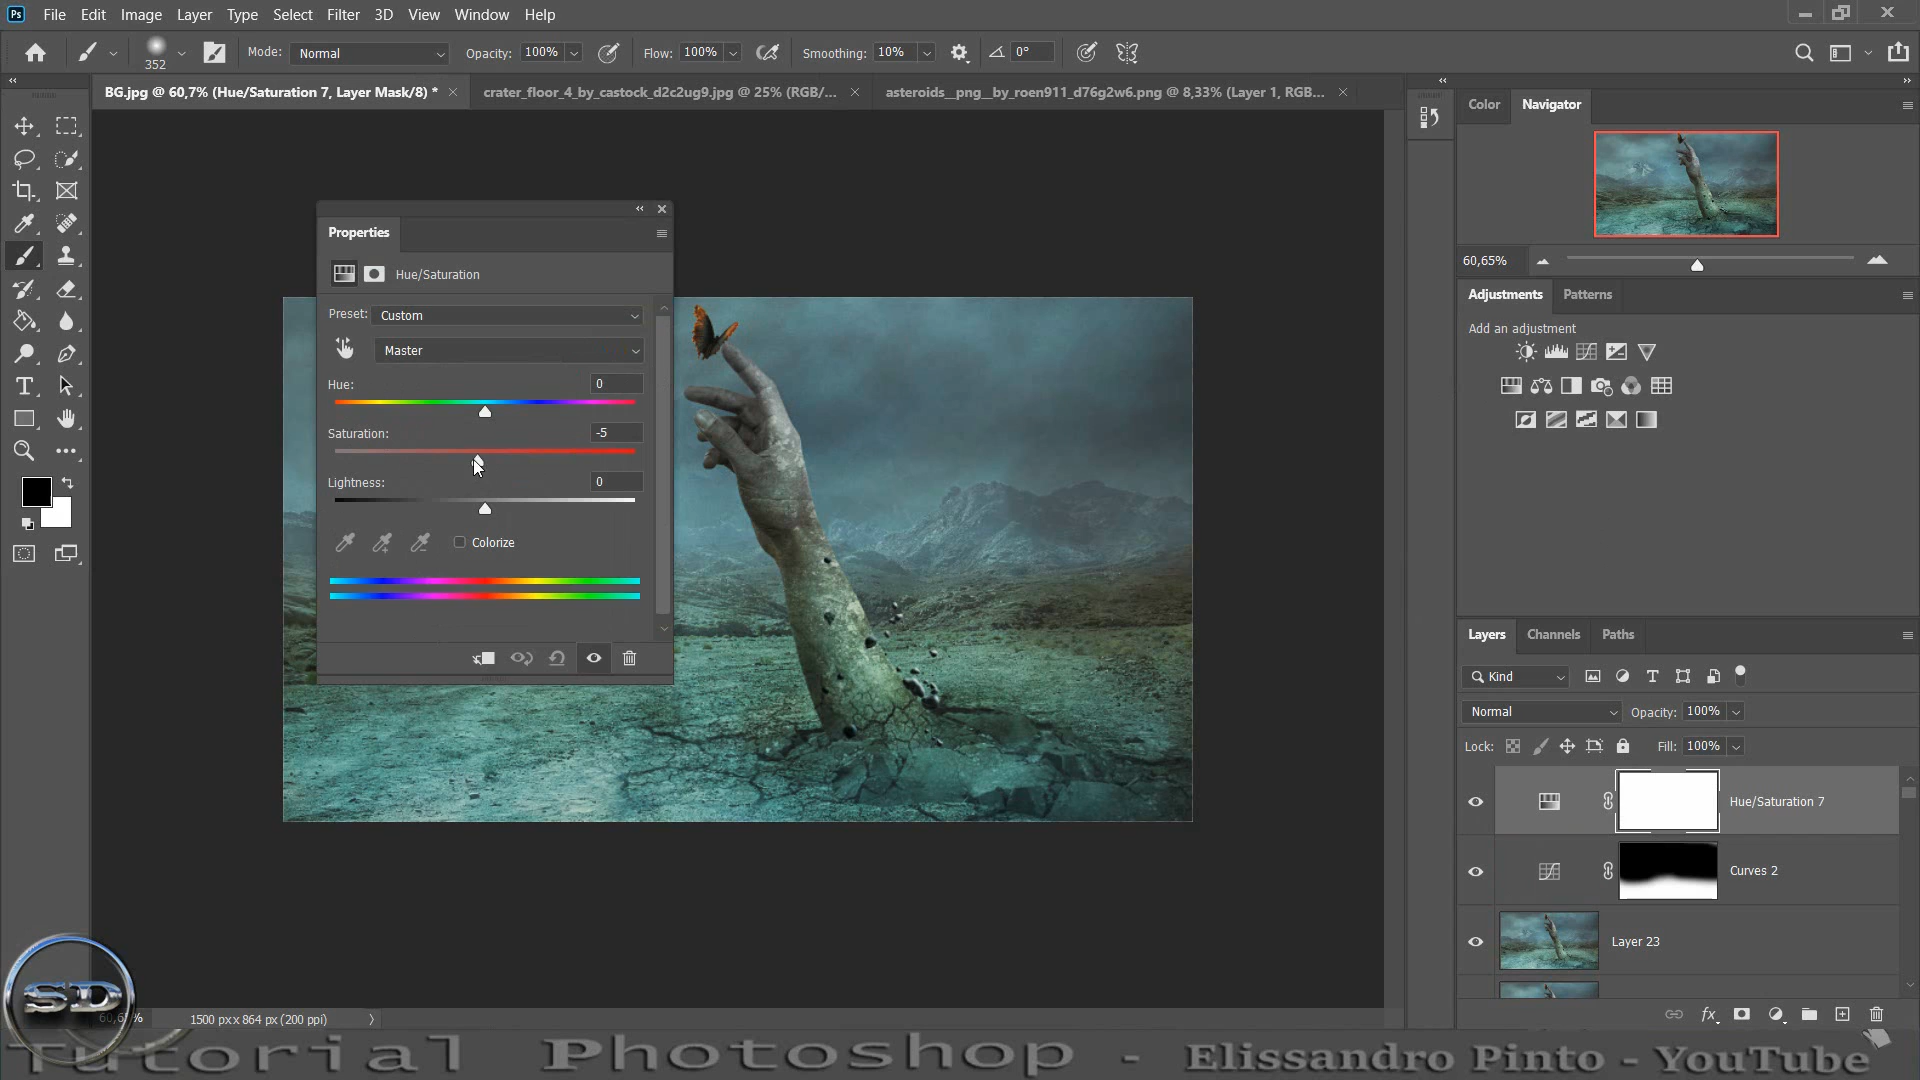 Ps File Edit Image Layer Type Select Filter 3D View Window Help
352 Mode: Normal Opacity: 100% Flow: 100% Smoothing: 10% 0°
BG.jpg @ 60,7% (Hue/Saturation 7, Layer Mask/8) * crater_floor_4_by_castock_d2c2ug9.jpg @ 25% (RGB/... asteroids__png__by_roen911_d76g2w6.png @ 8,33% (Layer 1, RGB...
Color Navigator
60,65%
Properties
Hue/Saturation
Preset: Custom
Master
Hue: 0
Saturation: -5
Lightness: 0
Colorize
Adjustments Patterns
Add an adjustment
Layers Channels Paths
Kind
Normal Opacity: 100%
Lock: Fill: 100%
Hue/Saturation 7
Curves 2
Layer 23
fx
SD
1500 px x 864 px (200 ppi)
Tutorial Photoshop - Elissandro Pinto - YouTube